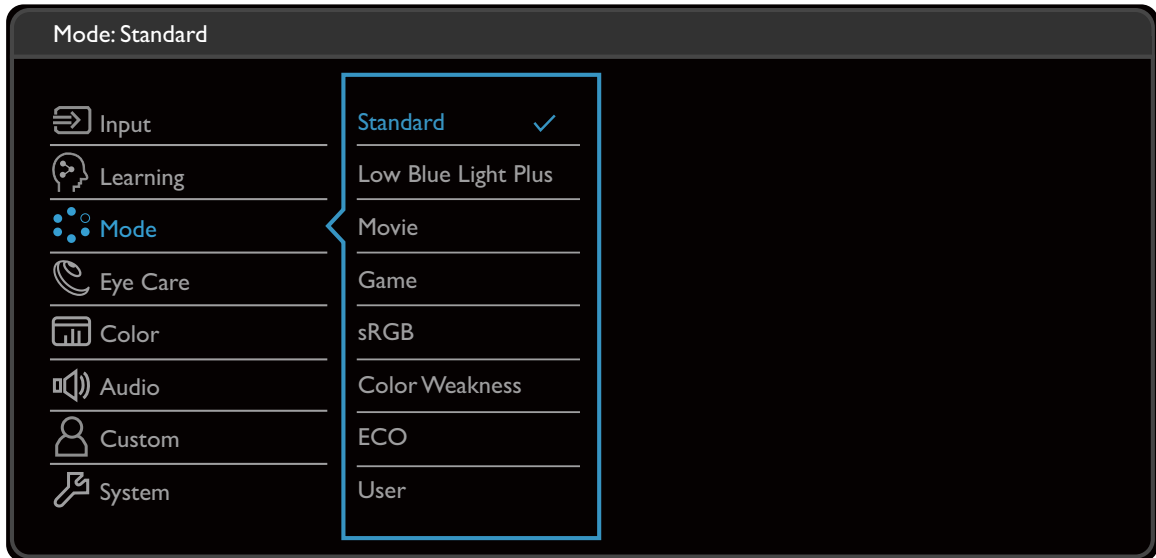 Mode: Standard
Input
Learning
Mode
Eye Care
Color
Audio
Custom
System
Standard
Low Blue Light Plus
Movie
Game
sRGB
Color Weakness
ECO
User